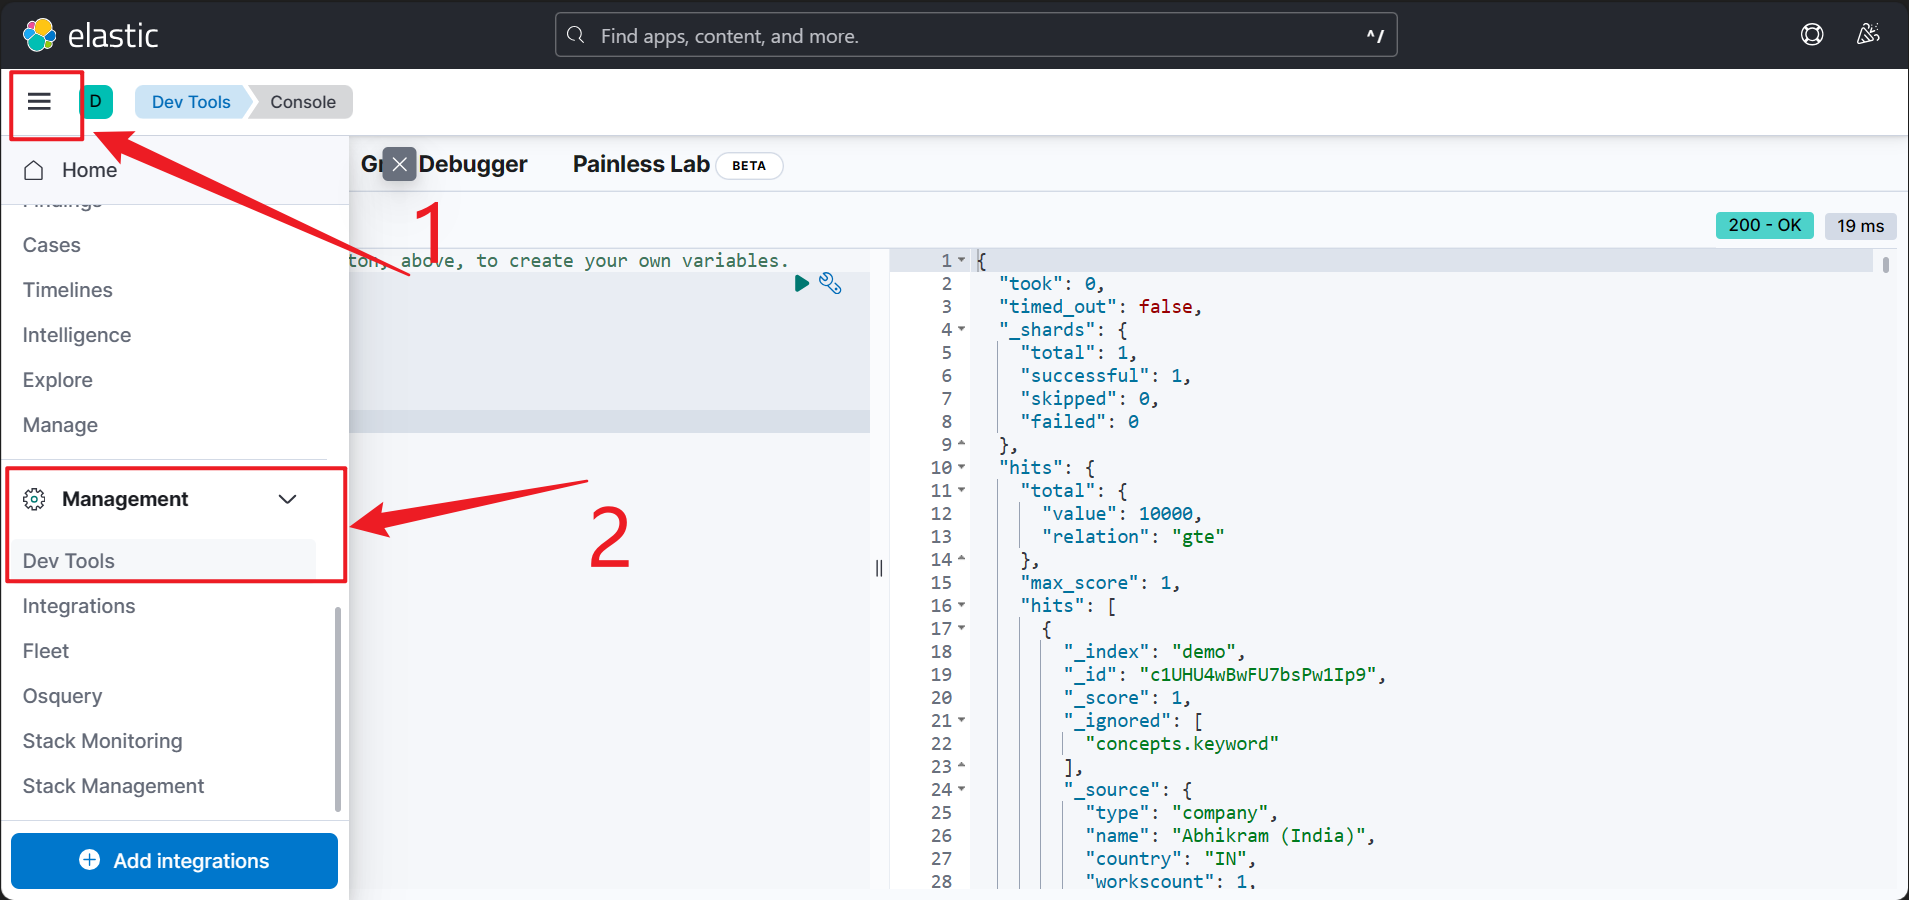 elastic
Find apps, content, and more.
^/
D
Dev Tools
Console
Home
Findings
Cases
Timelines
Intelligence
Explore
Manage
Management
Dev Tools
Integrations
Fleet
Osquery
Stack Monitoring
Stack Management
Add integrations
1
2
Debugger
Painless Lab
BETA
200 - OK
19 ms
above, to create your own variables.
1 {
2 "took": 0,
3 "timed_out": false,
4 "_shards": {
5 "total": 1,
6 "successful": 1,
7 "skipped": 0,
8 "failed": 0
9 },
10 "hits": {
11 "total": {
12 "value": 10000,
13 "relation": "gte"
14 },
15 "max_score": 1,
16 "hits": [
17 {
18 "_index": "demo",
19 "_id": "c1UHU4wBwFU7bsPw1Ip9",
20 "_score": 1,
21 "_ignored": [
22 "concepts.keyword"
23 ],
24 "_source": {
25 "type": "company",
26 "name": "Abhikram (India)",
27 "country": "IN",
28 "workscount": 1,